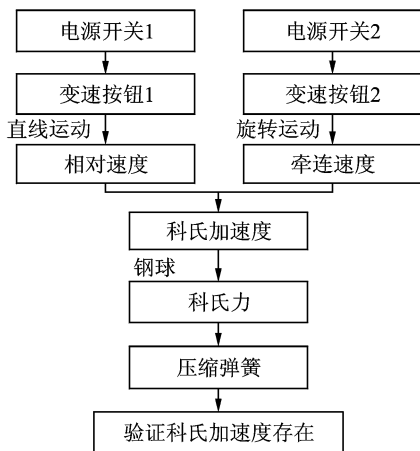 电源开关1
电源开关2
变速按钮1
变速按钮2
直线运动
旋转运动
相对速度
牵连速度
科氏加速度
钢球
科氏力
压缩弹簧
验证科氏加速度存在